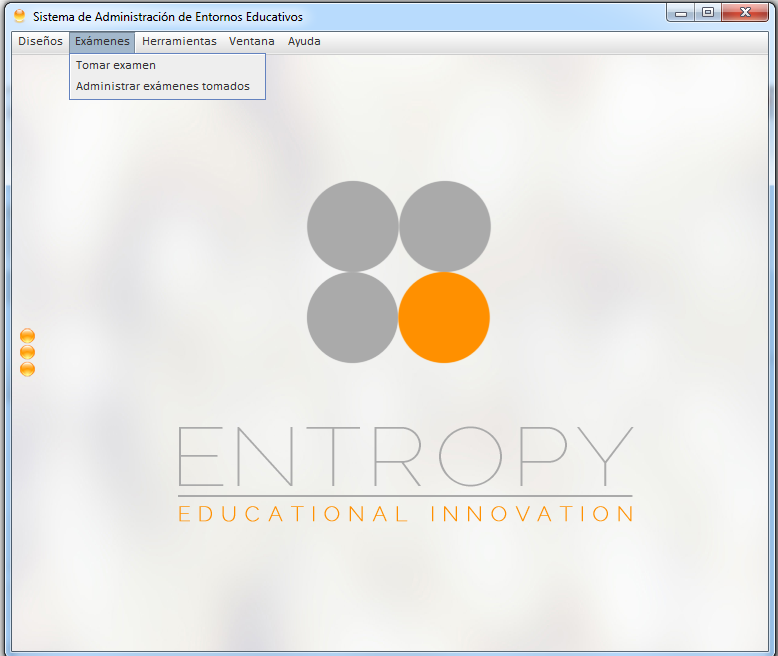 Sistema de Administración de Entornos Educativos
Diseños Exámenes Herramientas Ventana Ayuda
Tomar examen
Administrar exámenes tomados
ENTROPY
EDUCATIONAL INNOVATION